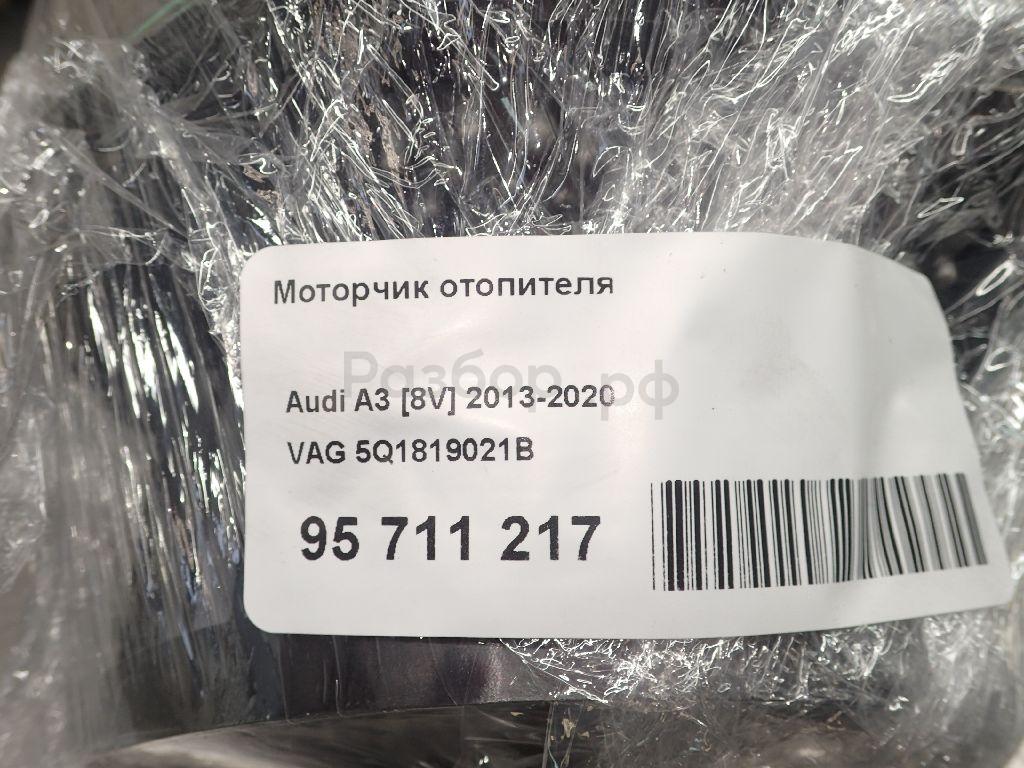 Моторчик отопителя
Разбор.рф
Audi A3 [8V] 2013-2020
VAG 5Q1819021B
95 711 217